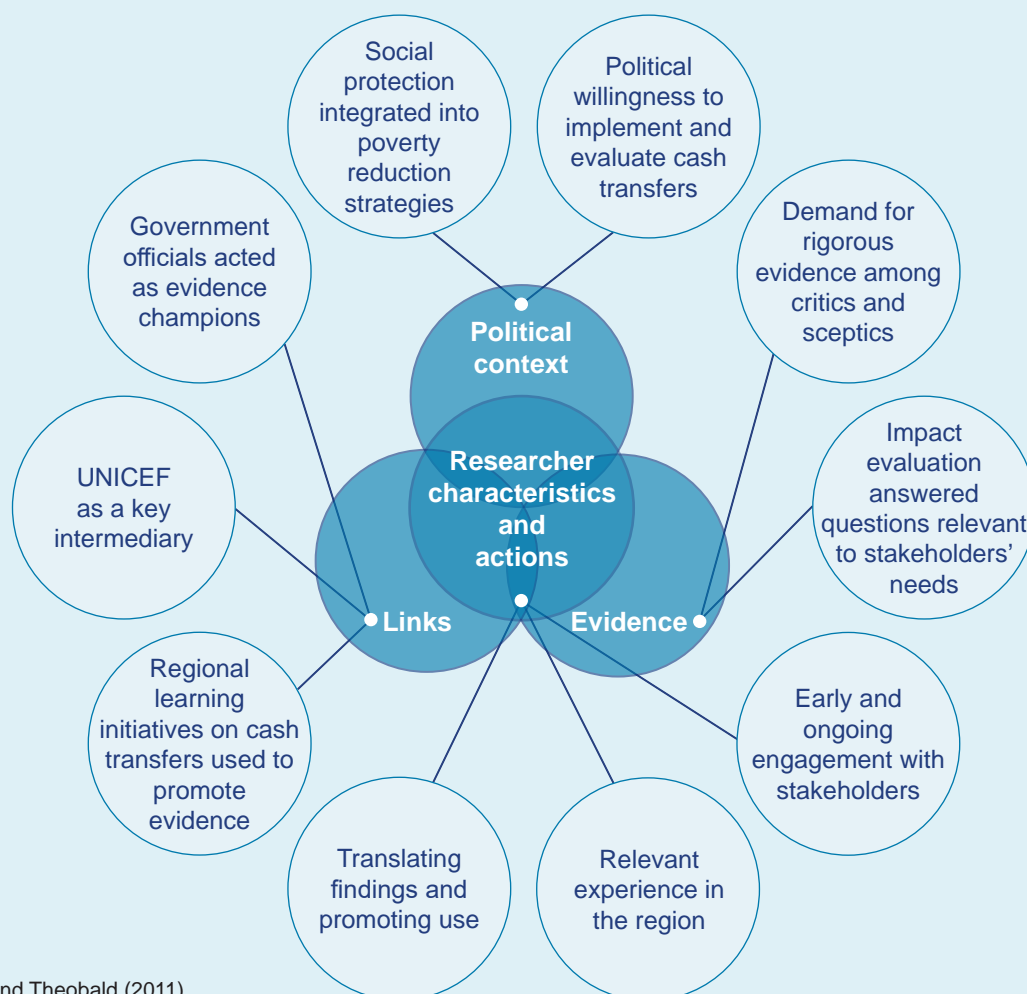 Social
protection
integrated into
poverty
reduction
strategies
Political
willingness to
implement and
evaluate cash
transfers
Government
officials acted
as evidence
champions
Demand for
rigorous
evidence among
critics and
sceptics
Political
context
UNICEF
as a key
intermediary
Researcher
characteristics
and
actions
Impact
evaluation
answered
questions relevant
to stakeholders’
needs
Links
Evidence
Regional
learning
initiatives on cash
transfers used to
promote
evidence
Early and
ongoing
engagement with
stakeholders
Translating
findings and
promoting use
Relevant
experience in
the region
nd Theobald (2011)